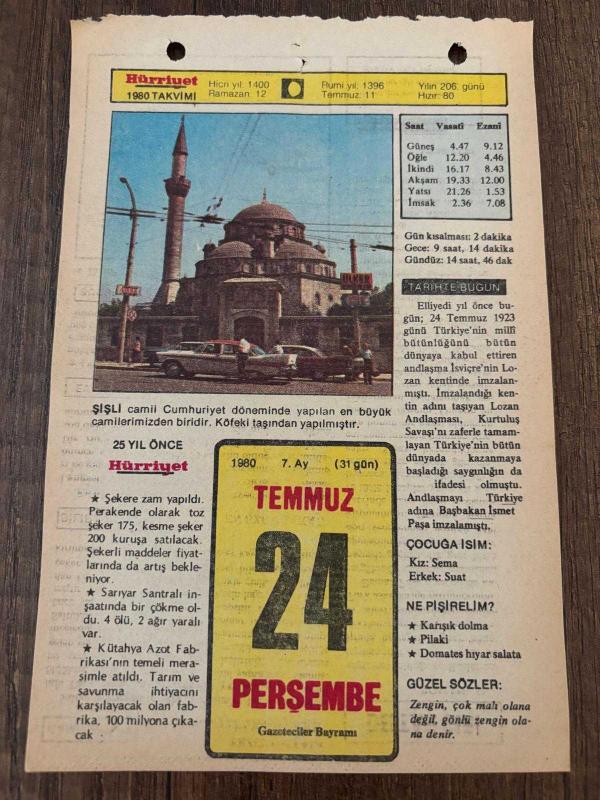 Hürriyet
1980 TAKVİMİ
Hicri yıl: 1400
Ramazan: 12
Rumi yıl: 1396
Temmuz: 11
Yılın 206. günü
Hızır: 80
Saat Vasatî Ezanî
Güneş 4.47 9.12
Öğle 12.20 4.46
İkindi 16.17 8.43
Akşam 19.33 12.00
Yatsı 21.26 1.53
İmsak 2.36 7.08
Gün kısalması: 2 dakika
Gece: 9 saat, 14 dakika
Gündüz: 14 saat, 46 dak
ŞİŞLİ camii Cumhuriyet döneminde yapılan en büyük
camilerimizden biridir. Köfeki taşından yapılmıştır.
25 YIL ÖNCE
Hürriyet
★ Şekere zam yapıldı.
Perakende olarak toz
şeker 175, kesme şeker
200 kuruşa satılacak.
Şekerli maddeler fiyat-
larında da artış bekle-
niyor.
★ Sarıyar Santralı in-
şaatında bir çökme ol-
du. 4 ölü, 2 ağır yaralı
var.
★ Kütahya Azot Fab-
rikası'nın temeli mera-
simle atıldı. Tarım ve
savunma ihtiyacını
karşılayacak olan fab-
rika, 100 milyona çıka-
cak
1980 7. Ay (31 gün)
TEMMUZ
24
PERŞEMBE
Gazeteciler Bayramı
TARİHTE BUGÜN
Elliyedi yıl önce bu-
gün; 24 Temmuz 1923
günü Türkiye'nin millî
bütünlüğünü bütün
dünyaya kabul ettiren
andlaşma İsviçre'nin Lo-
zan kentinde imzalan-
mıştı. İmzalandığı ken-
tin adını taşıyan Lozan
Andlaşması, Kurtuluş
Savaşı'nı zaferle tamam-
layan Türkiye'nin bütün
dünyada kazanmaya
başladığı saygınlığın da
ifadesi olmuştu.
Andlaşmayı Türkiye
adına Başbakan İsmet
Paşa imzalamıştı.
ÇOCUĞA İSİM:
Kız: Sema
Erkek: Suat
NE PİŞİRELİM?
★ Karışık dolma
★ Pilaki
★ Domates hıyar salata
GÜZEL SÖZLER:
Zengin, çok malı olana
değil, gönlü zengin ola-
na denir.